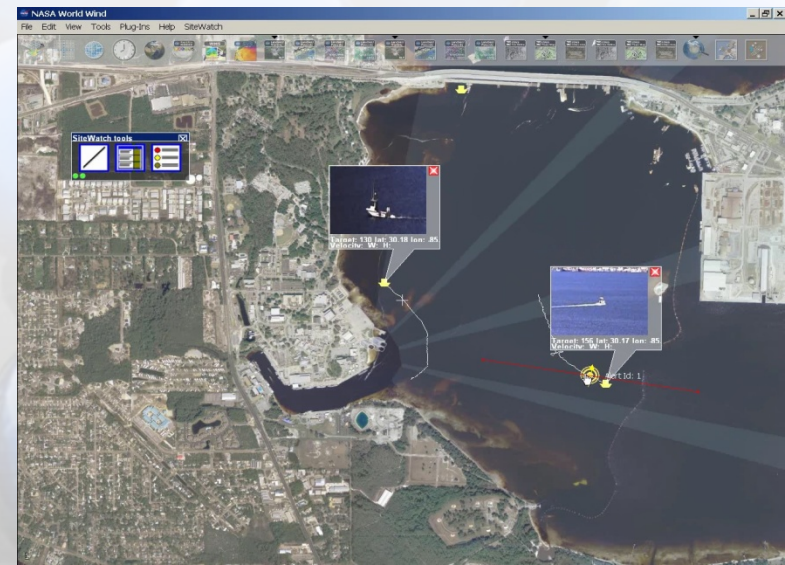 NASA World Wind
File Edit View Tools Plug-Ins Help SiteWatch
SiteWatch tools
Target: 130 lat: 30.18 lon: -85.
Velocity: W: H:
Target: 156 lat: 30.17 lon: -85.
Velocity: W: H:
Id: 1